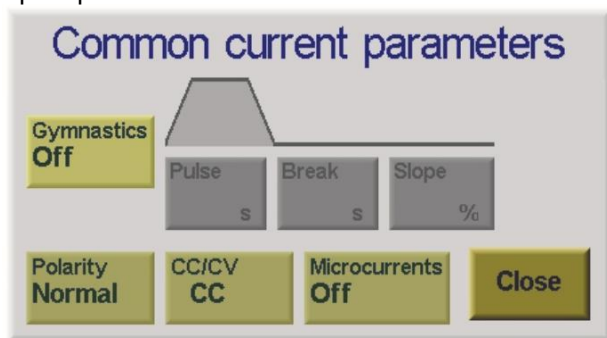 Common current parameters
Gymnastics
Off
Pulse
s
Break
s
Slope
%
Polarity
Normal
CC/CV
CC
Microcurrents
Off
Close